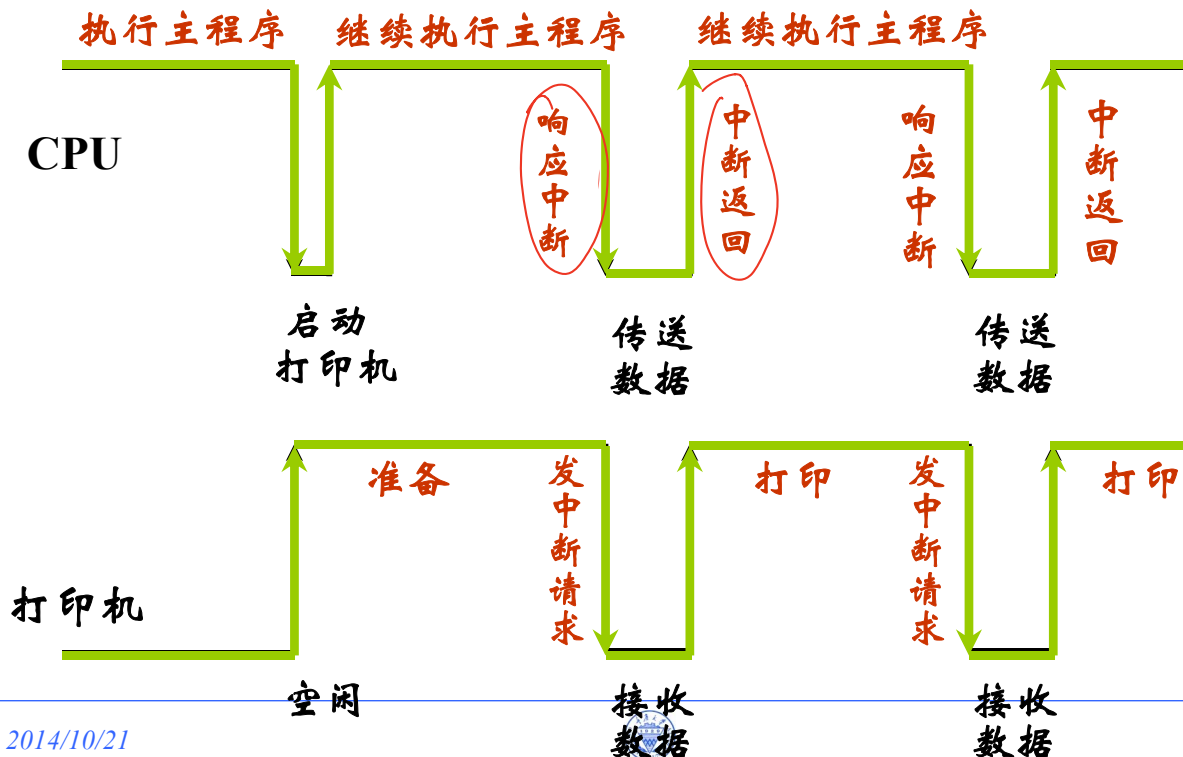 执行主程序
继续执行主程序
继续执行主程序
CPU
响应中断
中断返回
响应中断
中断返回
启动
打印机
传送
数据
传送
数据
准备
发中断请求
打印
发中断请求
打印
打印机
空闲
接收
数据
接收
数据
2014/10/21